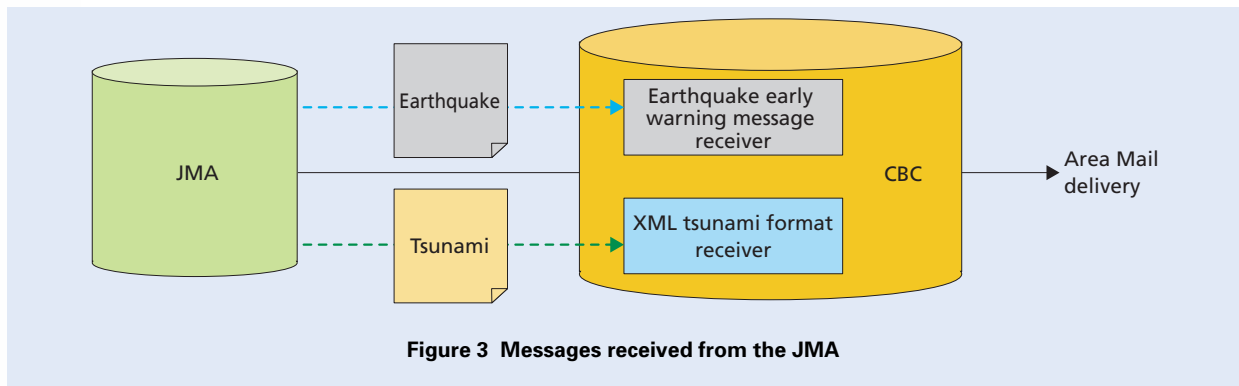 JMA
Earthquake
Tsunami
Earthquake early
warning message
receiver
XML tsunami format
receiver
CBC
Area Mail
delivery
Figure 3 Messages received from the JMA